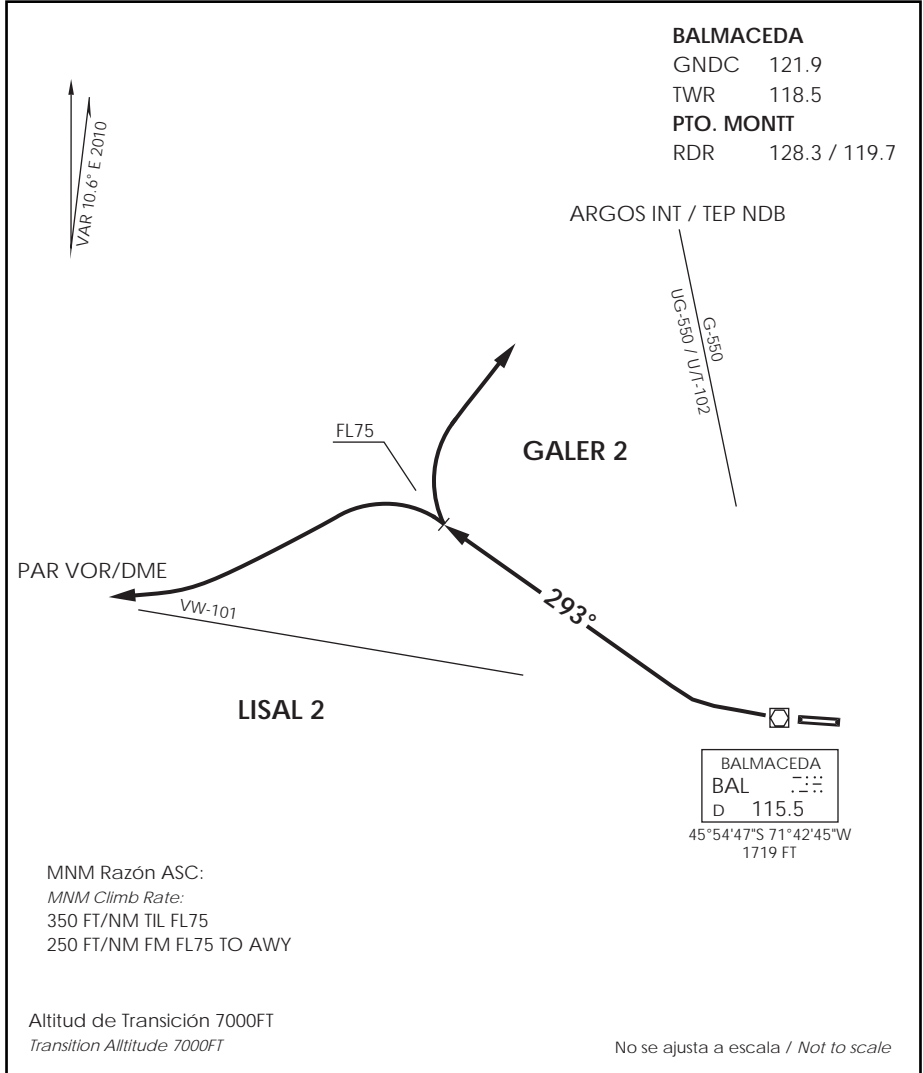 BALMACEDA
GNDC 121.9
TWR 118.5
PTO. MONTT
RDR 128.3 / 119.7
VAR 10.6° E 2010
ARGOS INT / TEP NDB
G-550
UG-550 / U/T-102
FL75
GALER 2
PAR VOR/DME
VW-101
293°
LISAL 2
BALMACEDA
BAL
D 115.5
45°54'47"S 71°42'45"W
1719 FT
MNM Razón ASC:
MNM Climb Rate:
350 FT/NM TIL FL75
250 FT/NM FM FL75 TO AWY
Altitud de Transición 7000FT
Transition Alltitude 7000FT
No se ajusta a escala / Not to scale